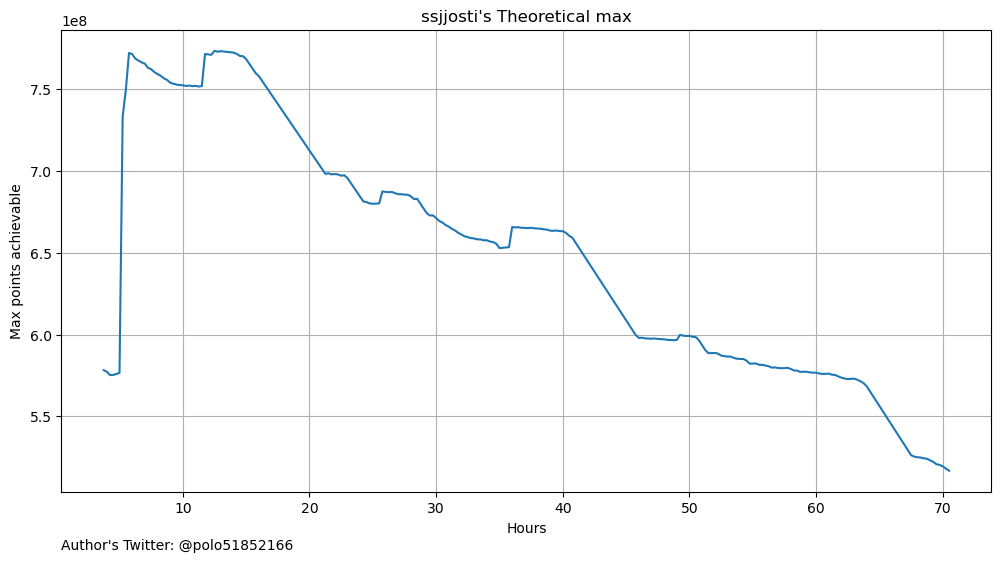 ssjjosti's Theoretical max
1e8
7.5
7.0
6.5
6.0
5.5
Max points achievable
10 20 30 40 50 60 70
Hours
Author's Twitter: @polo51852166